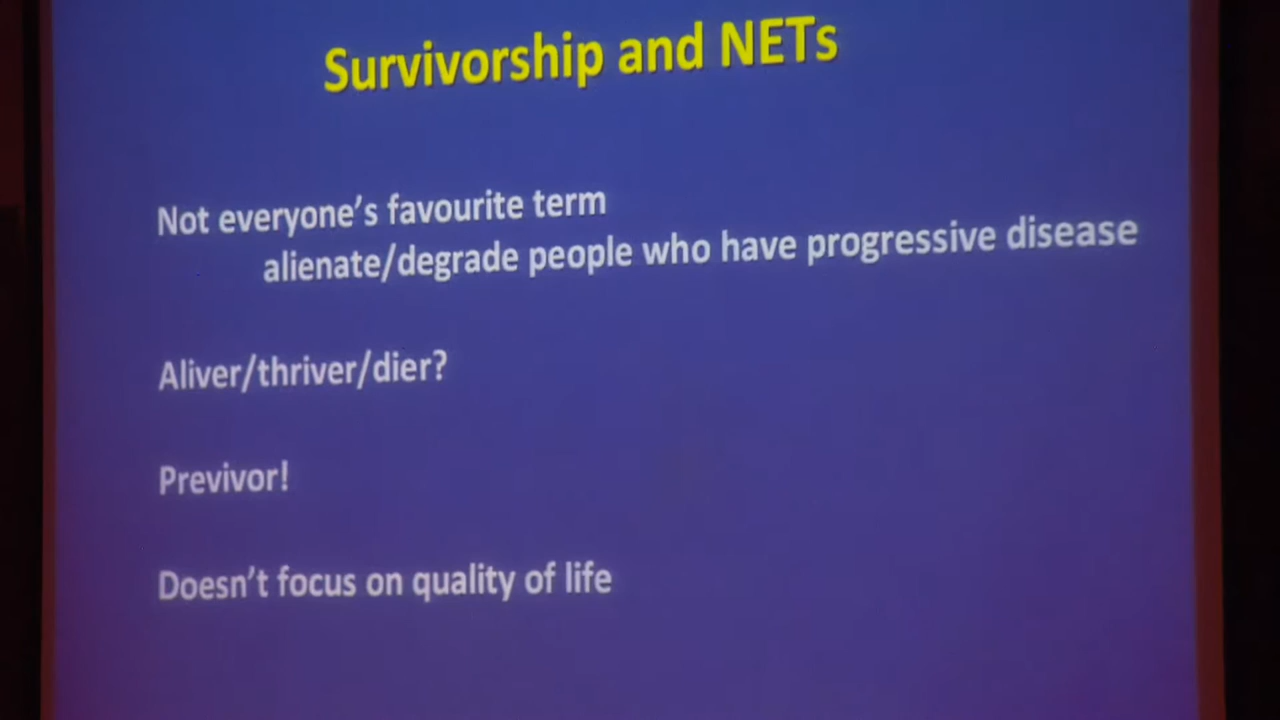 Survivorship and NETs
Not everyone's favourite term
alienate/degrade people who have progressive disease
Aliver/thriver/dier?
Previvor!
Doesn't focus on quality of life